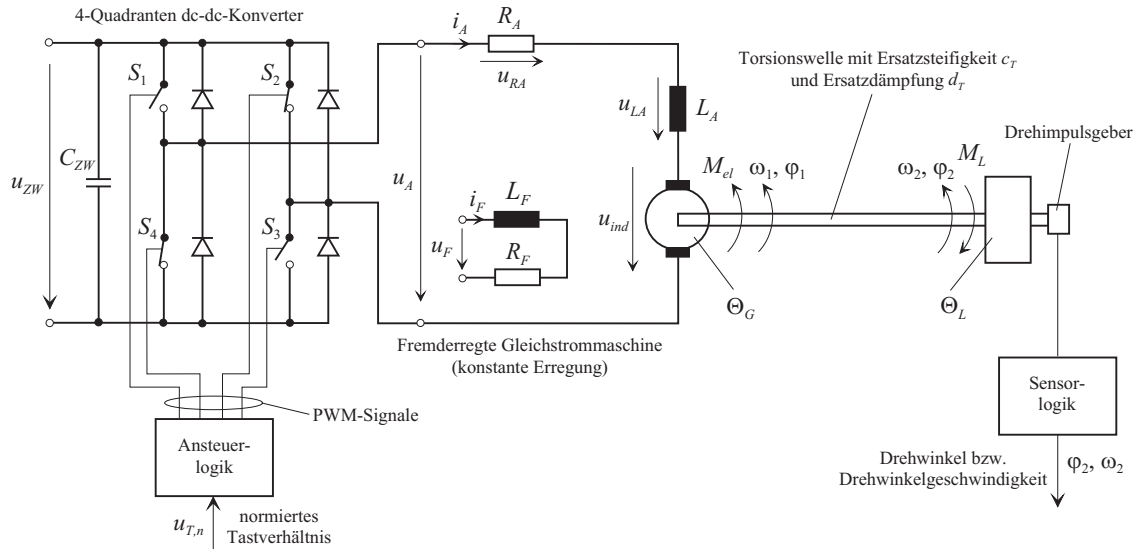 4-Quadranten dc-dc-Konverter
i_A
R_A
u_RA
S_1
S_2
u_LA
L_A
Torsionswelle mit Ersatzsteifigkeit c_T
und Ersatzdämpfung d_T
Drehimpulsgeber
C_ZW
u_ZW
u_A
i_F
L_F
u_F
R_F
u_ind
M_el
ω_1, φ_1
ω_2, φ_2
M_L
S_4
S_3
Θ_G
Θ_L
Fremderregte Gleichstrommaschine
(konstante Erregung)
PWM-Signale
Ansteuer-
logik
Sensor-
logik
u_T,n
normiertes
Tastverhältnis
Drehwinkel bzw.
Drehwinkelgeschwindigkeit
φ_2, ω_2